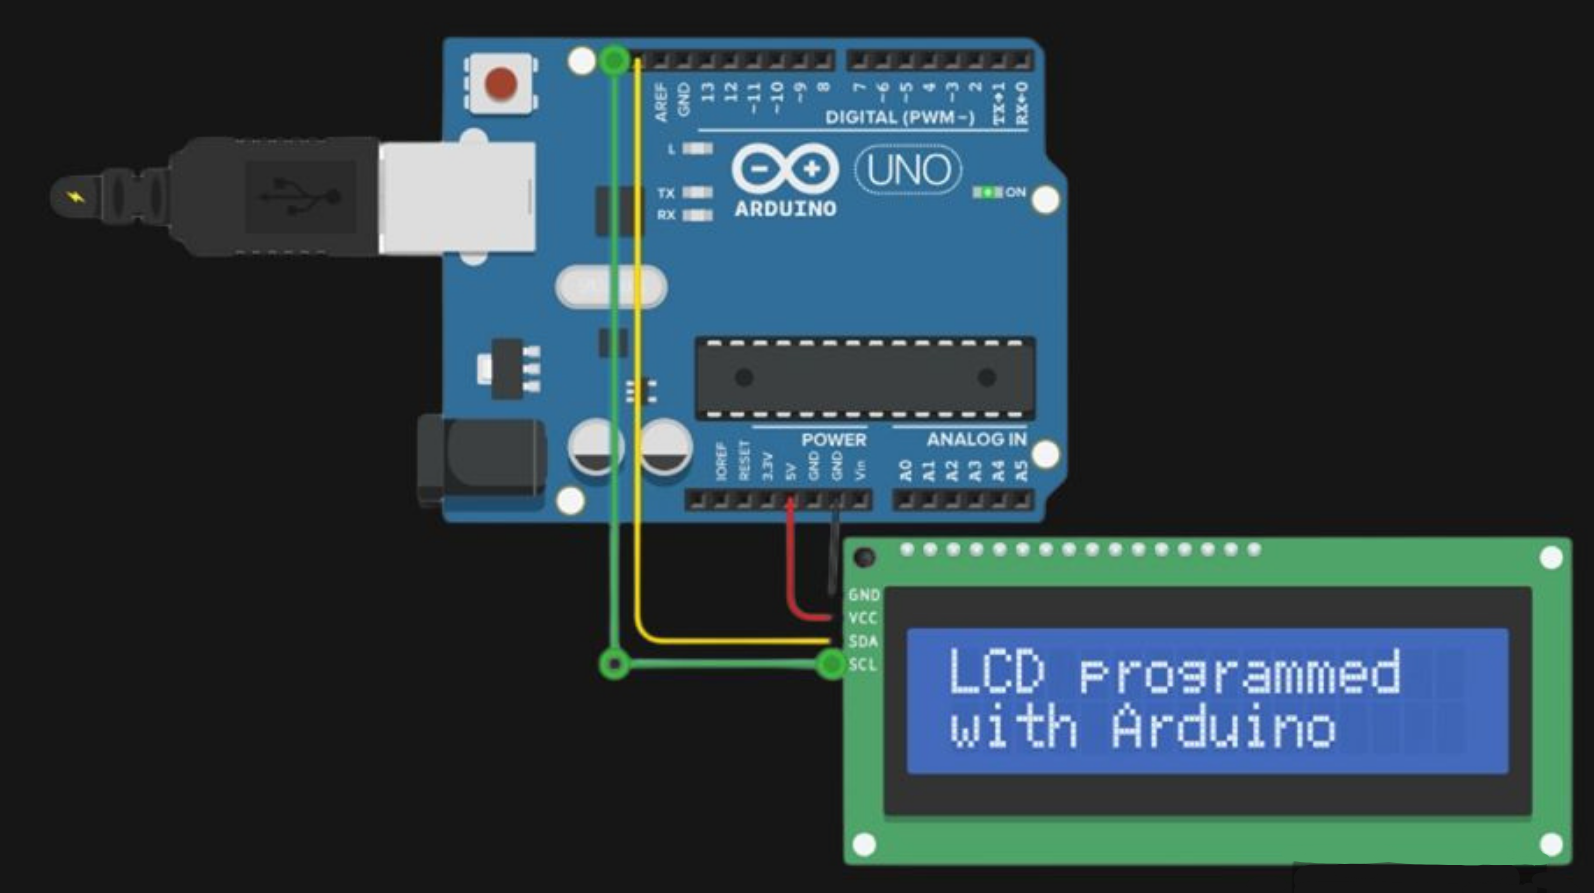 AREF GND 13 12 ~11 ~10 ~9 8 7 ~6 ~5 4 ~3 2 TX→1 RX←0
DIGITAL (PWM~)
L
TX
RX
ARDUINO
UNO
ON
POWER
ANALOG IN
IOREF RESET 3.3V 5V GND GND Vin A0 A1 A2 A3 A4 A5
GND
VCC
SDA
SCL
LCD programmed
with Arduino